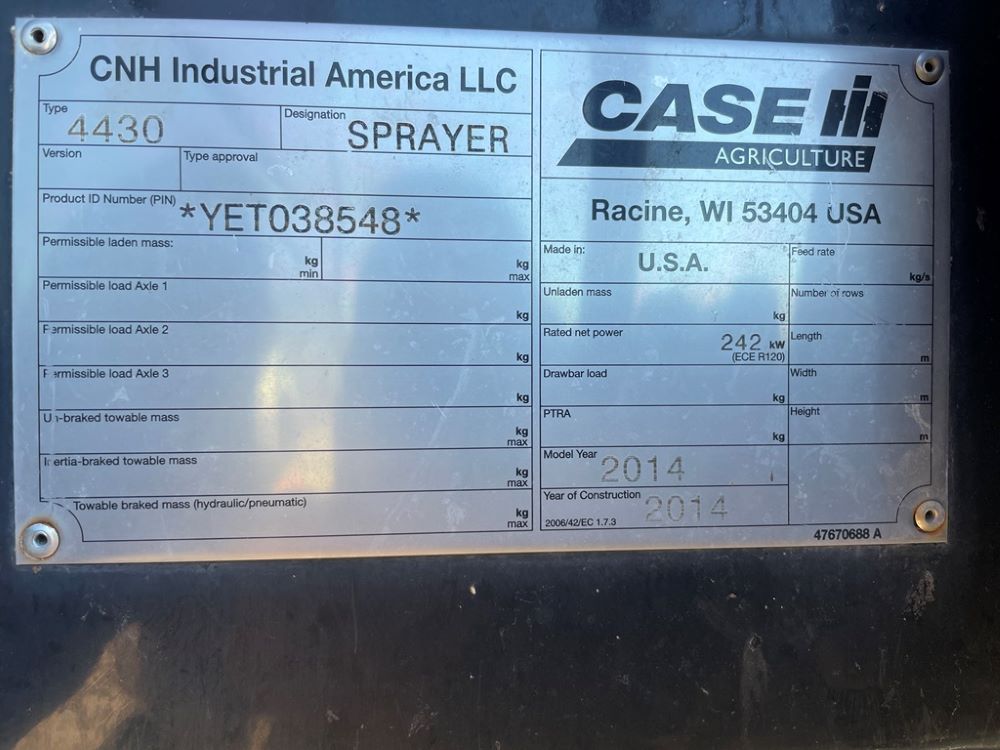 CNH Industrial America LLC
Type 4430
Designation SPRAYER
Version
Type approval
Product ID Number (PIN) *YET038548*
Permissible laden mass:
kg min
kg max
Permissible load Axle 1
kg
Permissible load Axle 2
kg
Permissible load Axle 3
kg
Un-braked towable mass
kg max
Inertia-braked towable mass
kg max
Towable braked mass (hydraulic/pneumatic)
kg max
CASE IH
AGRICULTURE
Racine, WI 53404 USA
Made in: U.S.A.
Feed rate
kg/s
Unladen mass
kg
Number of rows
Rated net power 242 kW
(ECE R120)
Length
m
Drawbar load
kg
Width
m
PTRA
kg
Height
m
Model Year 2014
Year of Construction 2014
2006/42/EC 1.7.3
47670688 A